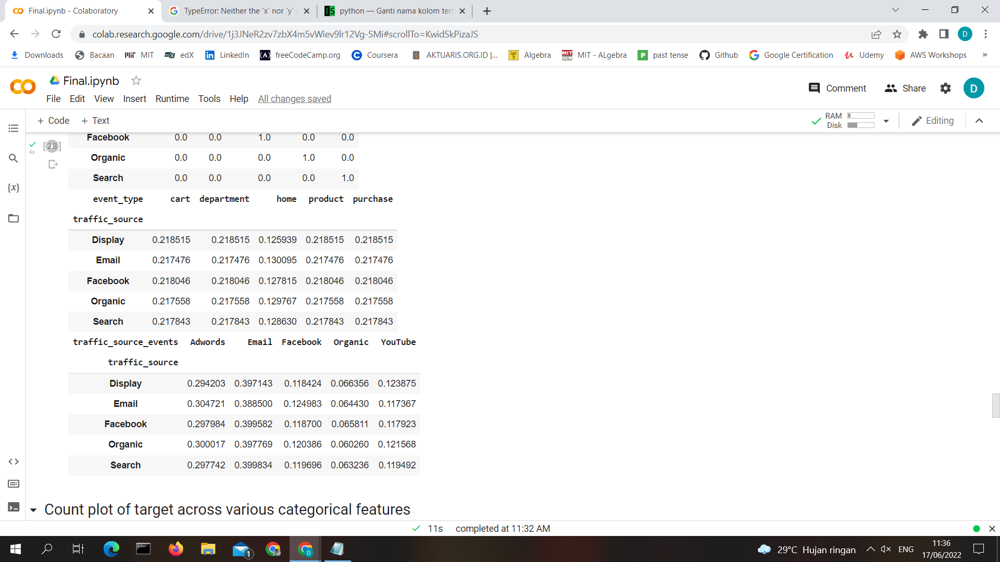 Final.ipynb - Colaboratory
TypeError: Neither the `x` nor `y`
python — Ganti nama kolom tert
colab.research.google.com/drive/1j3JNeR2zv7zbX4m5vWiev9lr12Vg-SMi#scrollTo=KwidSkPizaJS
D
Downloads Bacaan MIT edX LinkedIn freeCodeCamp.org Coursera AKTUARIS.ORG.ID |... Algebra MIT - ALgebra past tense Github Google Certification Udemy AWS Workshops »
Final.ipynb
Comment Share D
File Edit View Insert Runtime Tools Help All changes saved
+ Code + Text
RAM
Disk
Editing
[28]
4s
Facebook 0.0 0.0 1.0 0.0 0.0
Organic 0.0 0.0 0.0 1.0 0.0
Search 0.0 0.0 0.0 0.0 1.0
event_type cart department home product purchase
traffic_source
Display 0.218515 0.218515 0.125939 0.218515 0.218515
Email 0.217476 0.217476 0.130095 0.217476 0.217476
Facebook 0.218046 0.218046 0.127815 0.218046 0.218046
Organic 0.217558 0.217558 0.129767 0.217558 0.217558
Search 0.217843 0.217843 0.128630 0.217843 0.217843
traffic_source_events Adwords Email Facebook Organic YouTube
traffic_source
Display 0.294203 0.397143 0.118424 0.066356 0.123875
Email 0.304721 0.388500 0.124983 0.064430 0.117367
Facebook 0.297984 0.399582 0.118700 0.065811 0.117923
Organic 0.300017 0.397769 0.120386 0.060260 0.121568
Search 0.297742 0.399834 0.119696 0.063236 0.119492
Count plot of target across various categorical features
11s completed at 11:32 AM
1
D
29°C Hujan ringan
ENG
11:36
17/06/2022